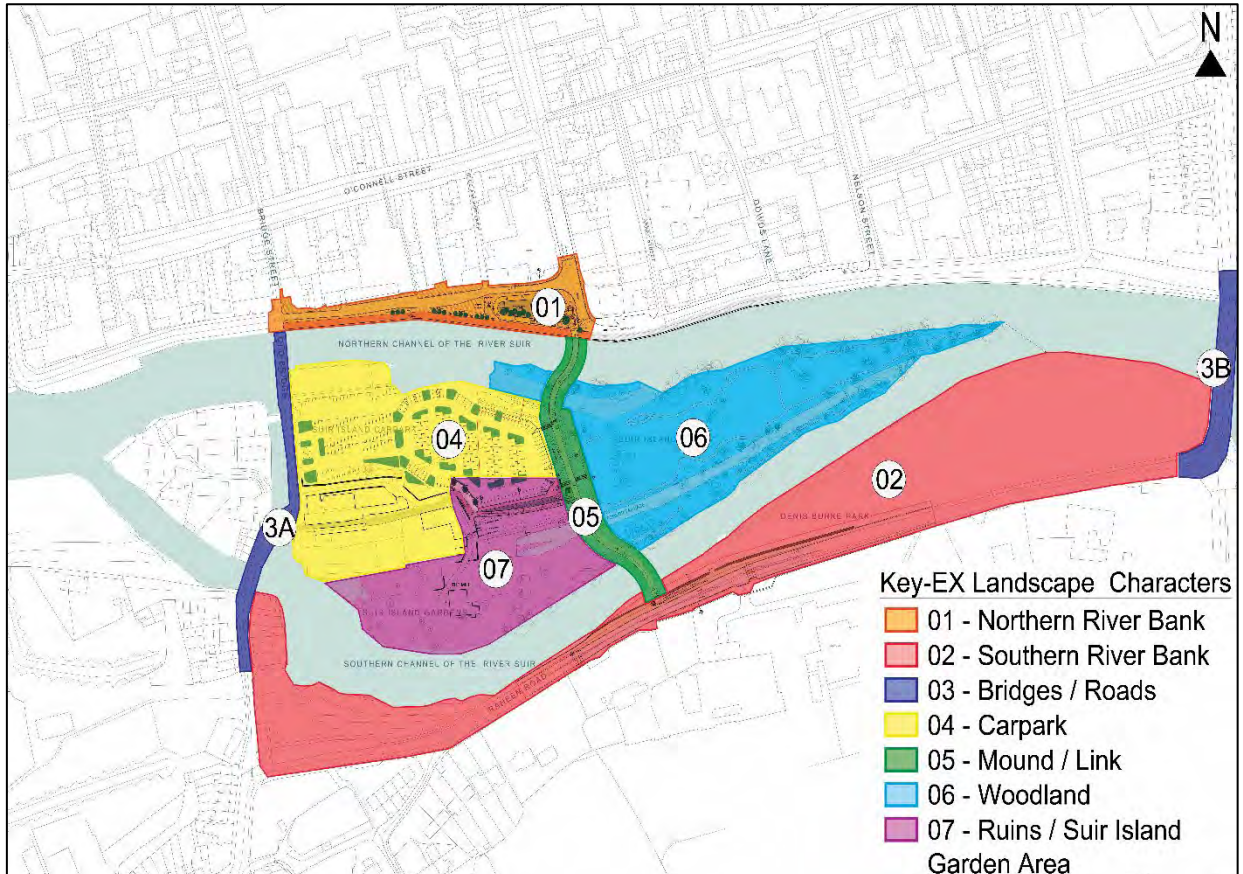 N
O'CONNELL STREET
BRIDGE STREET
NELSON STREET
DOWDS LANE
01
NORTHERN CHANNEL OF THE RIVER SUIR
3B
SUIR ISLAND CARPARK
04
06
02
3A
05
DENIS BURKE PARK
07
SUIR ISLAND GARDENS
SOUTHERN CHANNEL OF THE RIVER SUIR
RAHEEN ROAD
Key-EX Landscape Characters
01 - Northern River Bank
02 - Southern River Bank
03 - Bridges / Roads
04 - Carpark
05 - Mound / Link
06 - Woodland
07 - Ruins / Suir Island
Garden Area